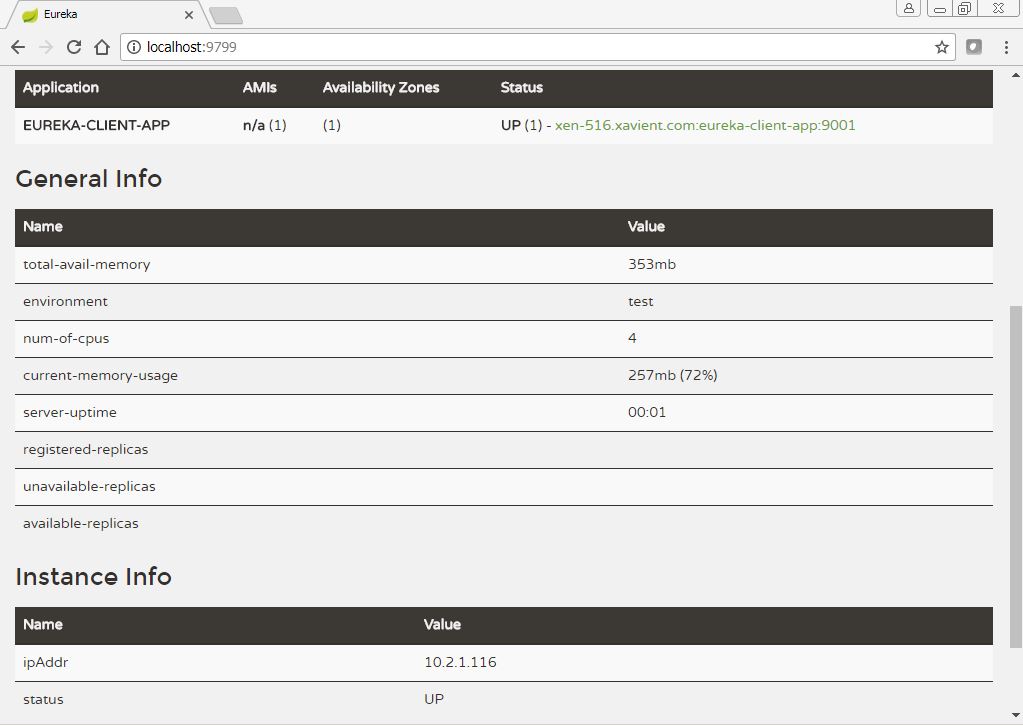 Eureka
localhost:9799
Application AMIs Availability Zones Status
EUREKA-CLIENT-APP n/a (1) (1) UP (1) - xen-516.xavient.com:eureka-client-app:9001
General Info
Name Value
total-avail-memory 353mb
environment test
num-of-cpus 4
current-memory-usage 257mb (72%)
server-uptime 00:01
registered-replicas
unavailable-replicas
available-replicas
Instance Info
Name Value
ipAddr 10.2.1.116
status UP